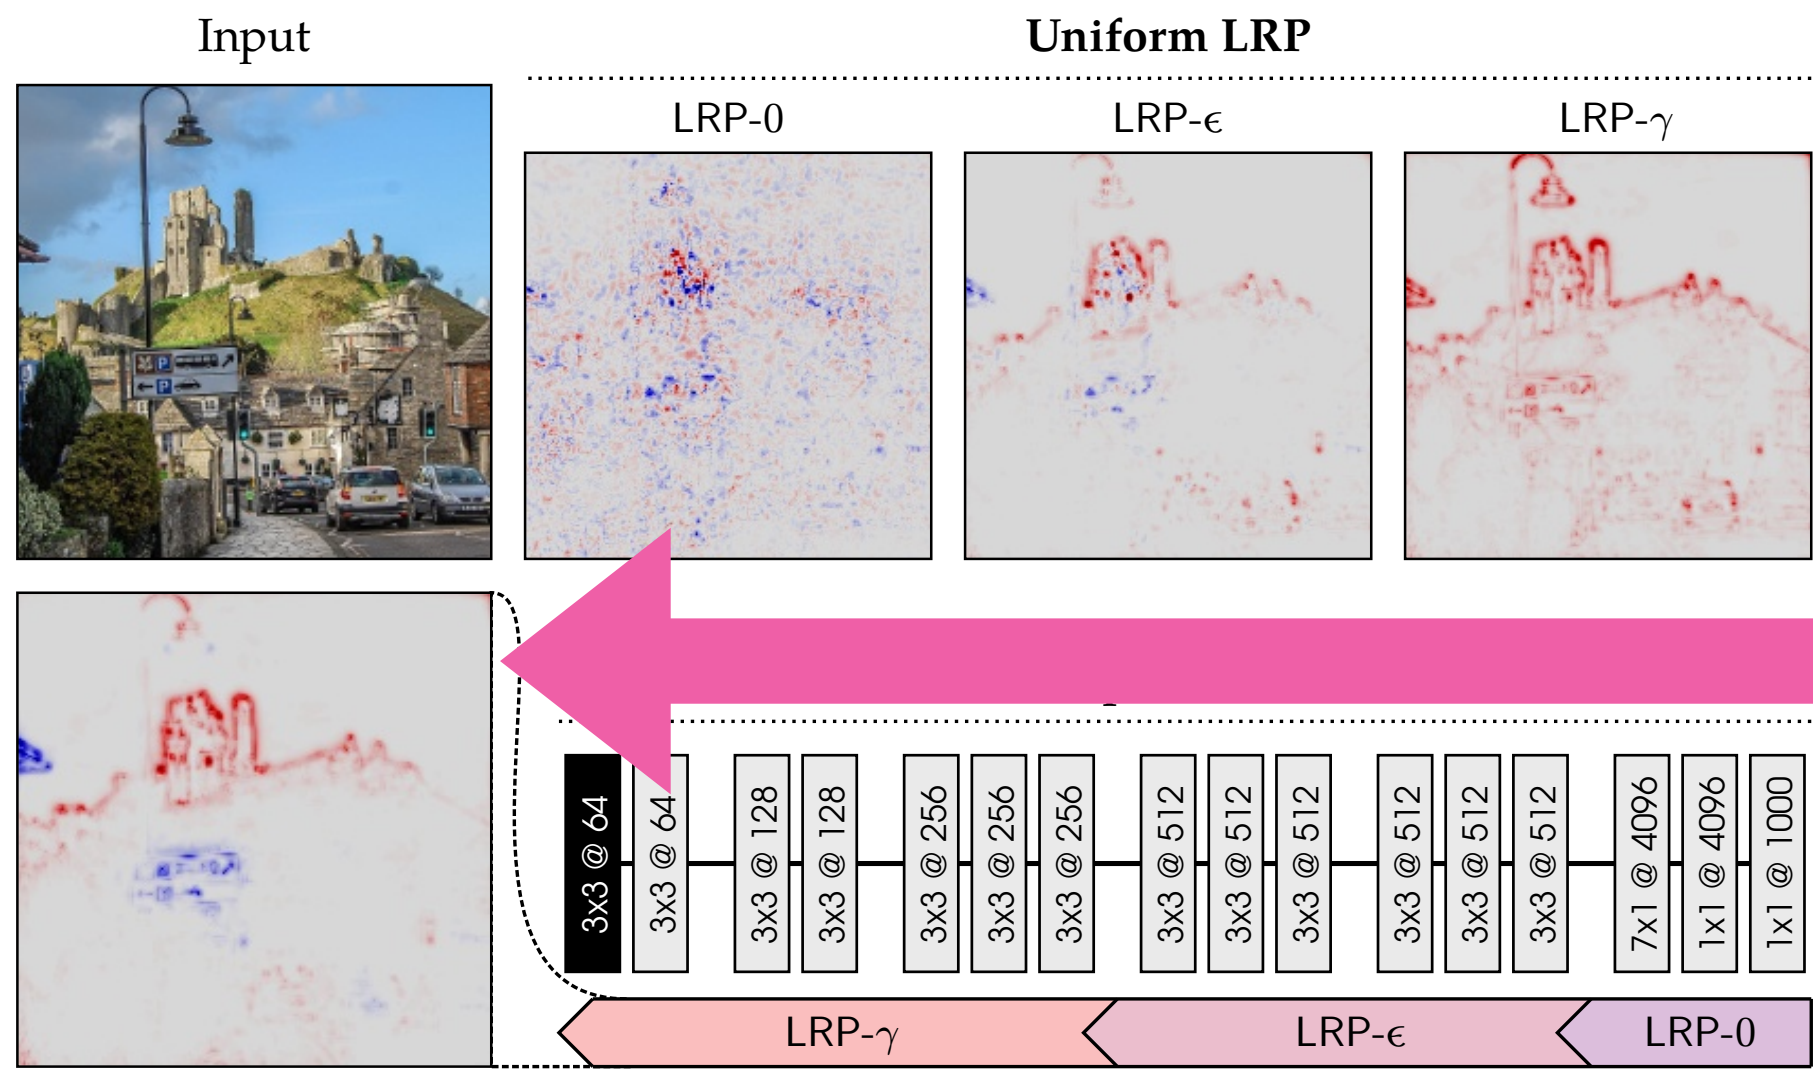 Input
Uniform LRP
LRP-0
LRP-ϵ
LRP-γ
P
P
3x3 @ 64
3x3 @ 64
3x3 @ 128
3x3 @ 128
3x3 @ 256
3x3 @ 256
3x3 @ 256
3x3 @ 512
3x3 @ 512
3x3 @ 512
3x3 @ 512
3x3 @ 512
3x3 @ 512
7x1 @ 4096
1x1 @ 4096
1x1 @ 1000
LRP-γ
LRP-ϵ
LRP-0